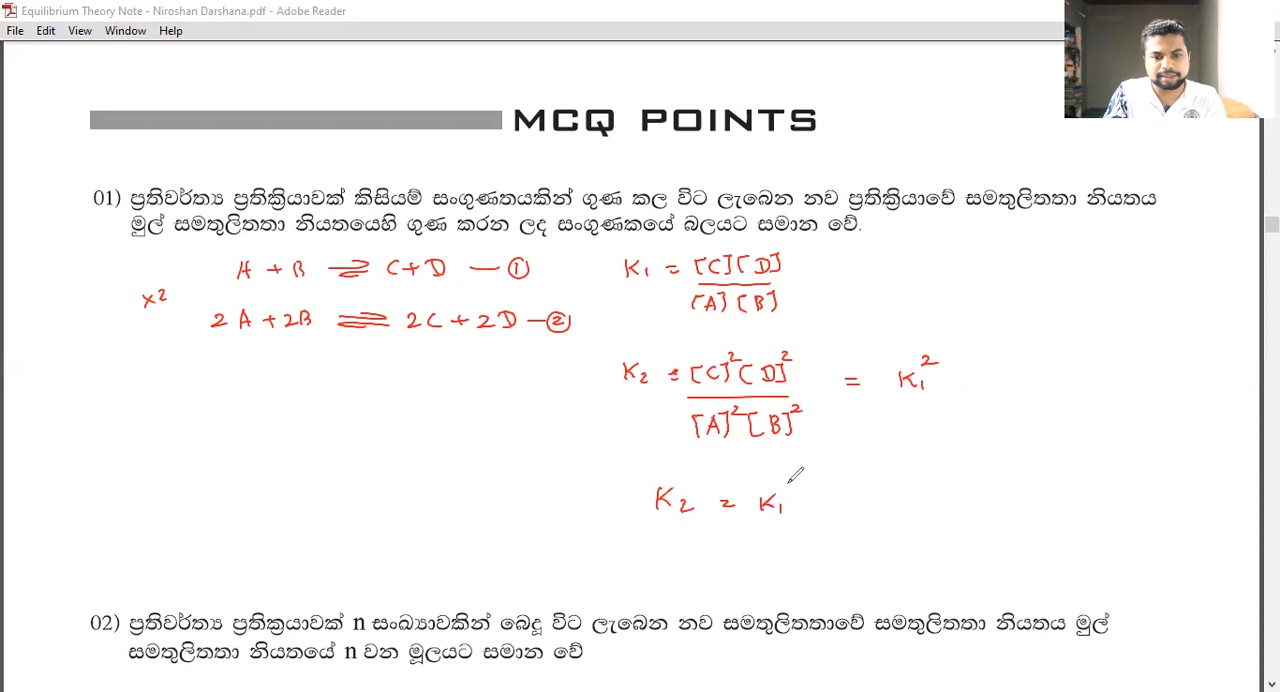 Equilibrium Theory Note - Niroshan Darshana.pdf - Adobe Reader
File Edit View Window Help
MCQ POINTS
01) ප්‍රතිවර්ත්‍ය ප්‍රතික්‍රියාවක් කිසියම් සංගුණතයකින් ගුණ කල විට ලැබෙන නව ප්‍රතික්‍රියාවේ සමතුලිතතා නියතය
මුල් සමතුලිතතා නියතයෙහි ගුණ කරන ලද සංගුණකයේ බලයට සමාන වේ.
A + B ⇌ C + D — ①
K₁ = [C][D] / [A][B]
×2
2A + 2B ⇌ 2C + 2D — ②
K₂ = [C]²[D]² / [A]²[B]² = K₁²
K₂ = K₁
02) ප්‍රතිවර්ත්‍ය ප්‍රතික්‍රයාවක් n සංඛ්‍යාවකින් බෙදූ විට ලැබෙන නව සමතුලිතතාවේ සමතුලිතතා නියතය මුල්
සමතුලිතතා නියතයේ n වන මූලයට සමාන වේ